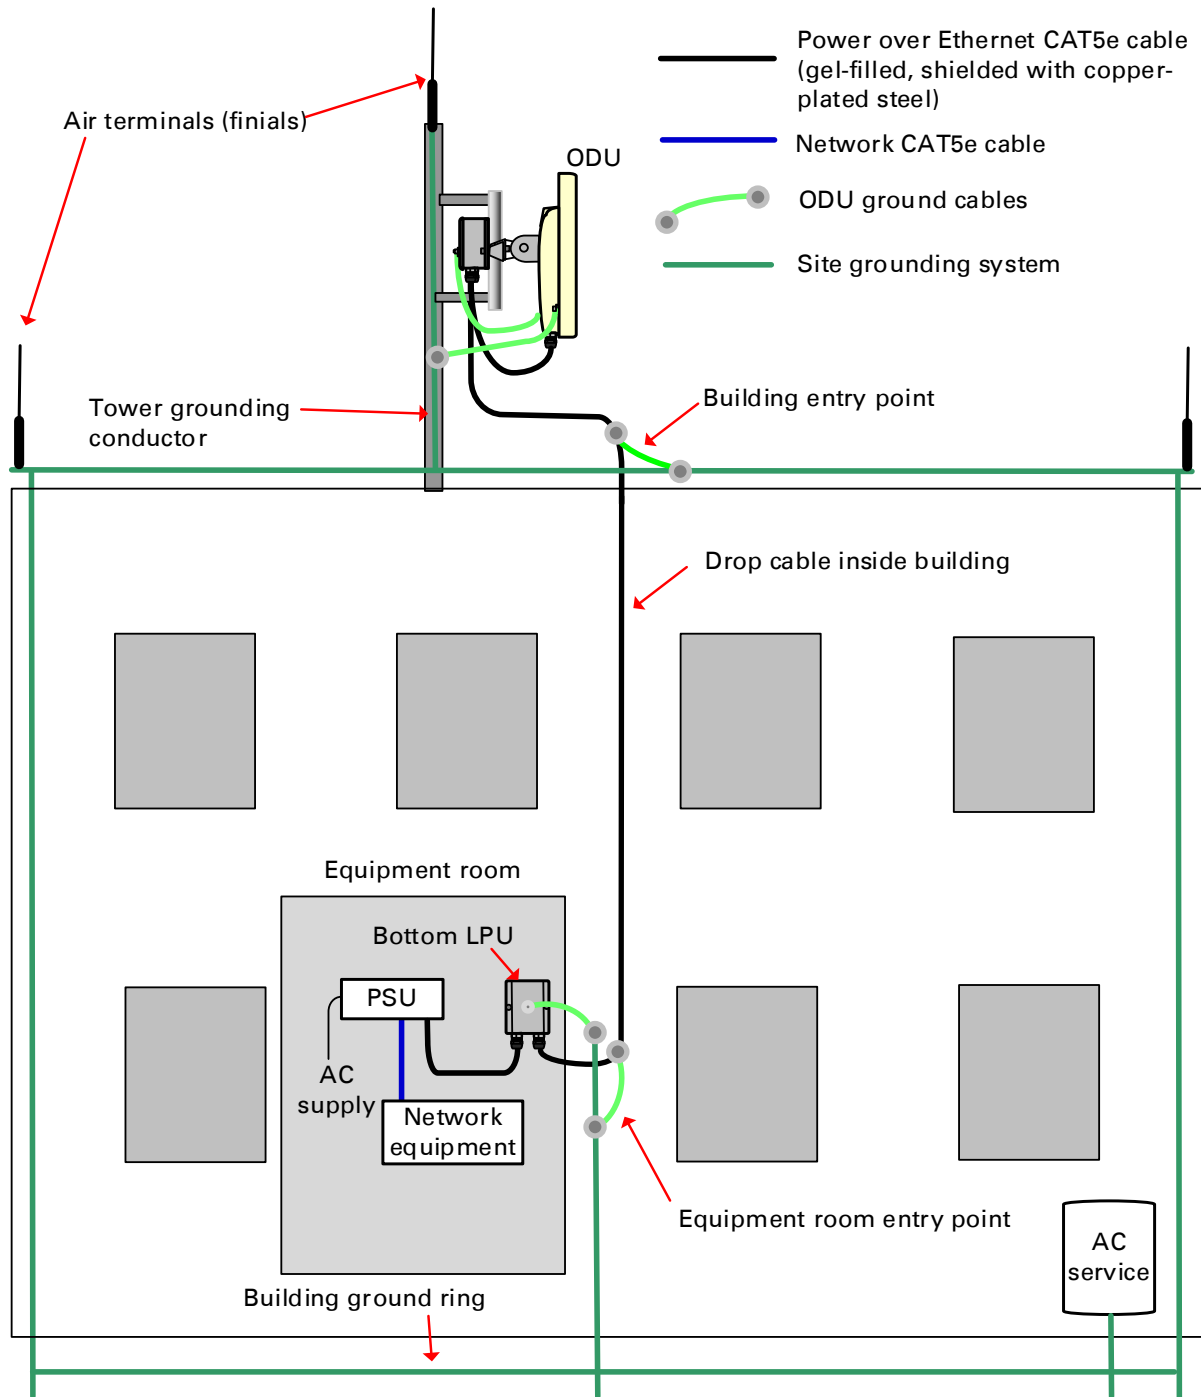 Power over Ethernet CAT5e cable
(gel-filled, shielded with copper-
plated steel)
Air terminals (finials)
Network CAT5e cable
ODU
ODU ground cables
Site grounding system
Building entry point
Tower grounding
conductor
Drop cable inside building
Equipment room
Bottom LPU
PSU
AC
supply
Network
equipment
Equipment room entry point
AC
service
Building ground ring